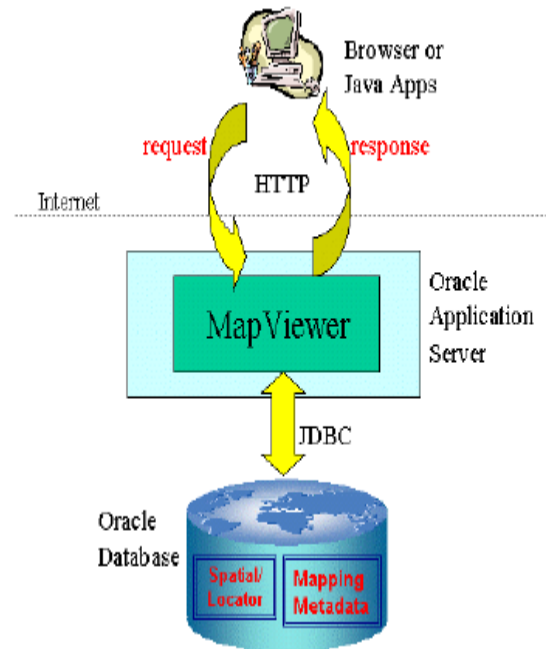 Browser or
Java Apps
request
response
HTTP
Internet
MapViewer
Oracle
Application
Server
JDBC
Oracle
Database
Spatial/
Locator
Mapping
Metadata